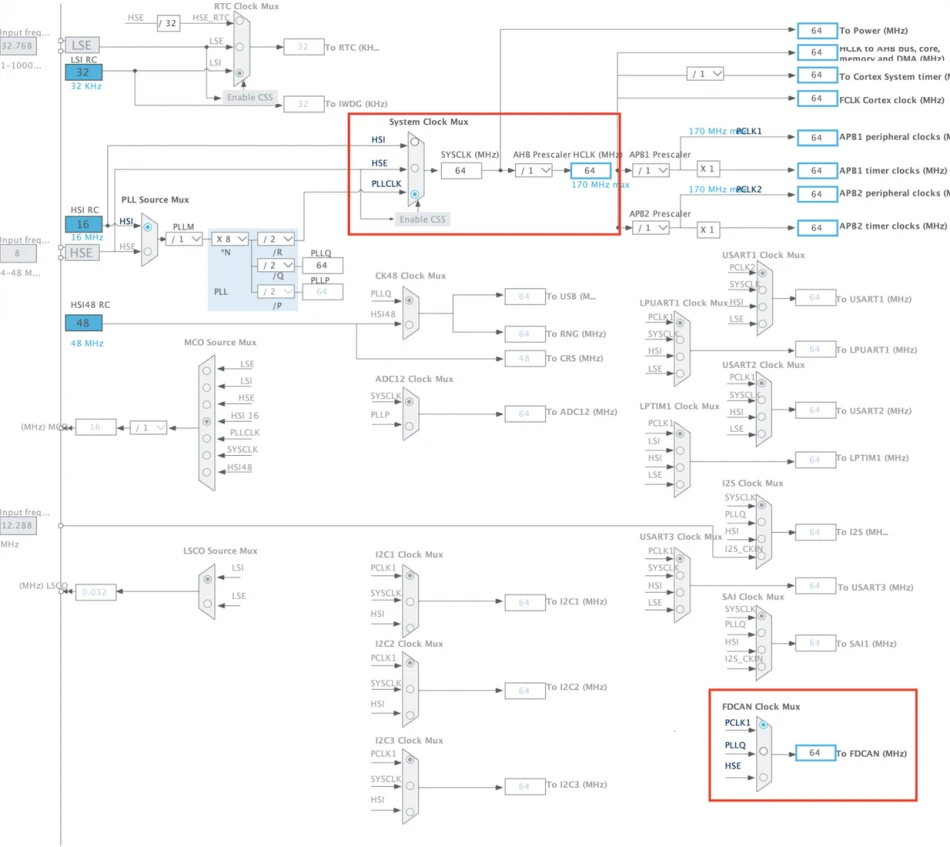 RTC Clock Mux
HSE
/ 32
HSE_RTC
Input freq...
32.768
1-1000...
LSE
LSE
LSI RC
32
32 KHz
LSI
32
To RTC (KH...
Enable CSS
32
To IWDG (KHz)
64
To Power (MHz)
64
HCLK to AHB bus, core,
memory and DMA (MHz)
/ 1
64
To Cortex System timer (M
64
FCLK Cortex clock (MHz)
System Clock Mux
HSI
HSE
PLLCLK
Enable CSS
SYSCLK (MHz)
64
AHB Prescaler
/ 1
HCLK (MHz)
64
170 MHz max
APB1 Prescaler
/ 1
PCLK1
64
APB1 peripheral clocks (M
X 1
64
APB1 timer clocks (MHz)
170 MHz max
PCLK2
64
APB2 peripheral clocks (M
APB2 Prescaler
/ 1
X 1
64
APB2 timer clocks (MHz)
PLL Source Mux
HSI RC
16
16 MHz
HSI
HSE
Input freq...
8
4-48 M...
HSE
PLLM
/ 1
X 8
*N
/ 2
/R
/ 2
/Q
/ 2
/P
PLL
PLLQ
64
PLLP
64
HSI48 RC
48
48 MHz
CK48 Clock Mux
PLLQ
HSI48
64
To USB (M...
64
To RNG (MHz)
48
To CRS (MHz)
USART1 Clock Mux
PCLK2
SYSCLK
HSI
LSE
64
To USART1 (MHz)
LPUART1 Clock Mux
PCLK1
SYSCLK
HSI
LSE
64
To LPUART1 (MHz)
MCO Source Mux
LSE
LSI
HSE
HSI 16
PLLCLK
SYSCLK
HSI48
(MHz) MCO
16
/ 1
ADC12 Clock Mux
SYSCLK
PLLP
64
To ADC12 (MHz)
USART2 Clock Mux
PCLK1
SYSCLK
HSI
LSE
64
To USART2 (MHz)
LPTIM1 Clock Mux
PCLK1
LSI
HSI
LSE
64
To LPTIM1 (MHz)
Input freq...
12.288
MHz
I2S Clock Mux
SYSCLK
PLLQ
HSI
I2S_CKIN
64
To I2S (MH...
LSCO Source Mux
LSI
LSE
(MHz) LSCO
0.032
I2C1 Clock Mux
PCLK1
SYSCLK
HSI
64
To I2C1 (MHz)
USART3 Clock Mux
PCLK1
SYSCLK
HSI
LSE
64
To USART3 (MHz)
SAI Clock Mux
SYSCLK
PLLQ
HSI
I2S_CKIN
64
To SAI1 (MHz)
I2C2 Clock Mux
PCLK1
SYSCLK
HSI
64
To I2C2 (MHz)
FDCAN Clock Mux
PCLK1
PLLQ
HSE
64
To FDCAN (MHz)
I2C3 Clock Mux
PCLK1
SYSCLK
HSI
64
To I2C3 (MHz)